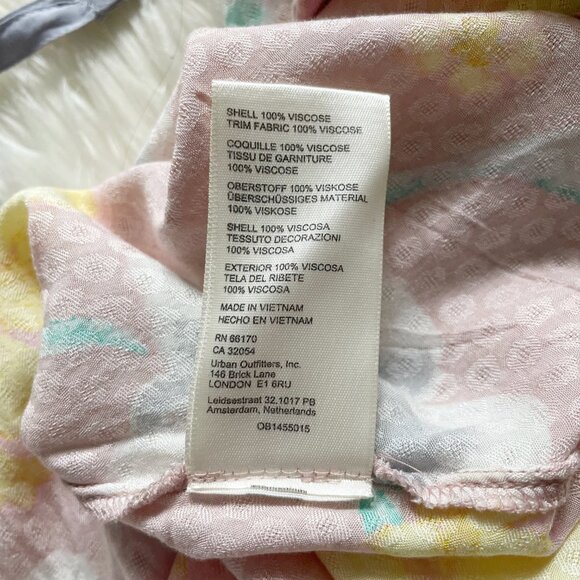 SHELL 100% VISCOSE
TRIM FABRIC 100% VISCOSE
COQUILLE 100% VISCOSE
TISSU DE GARNITURE
100% VISCOSE
OBERSTOFF 100% VISKOSE
ÜBERSCHÜSSIGES MATERIAL
100% VISKOSE
SHELL 100% VISCOSA
TESSUTO DECORAZIONI
100% VISCOSA
EXTERIOR 100% VISCOSA
TELA DEL RIBETE
100% VISCOSA
MADE IN VIETNAM
HECHO EN VIETNAM
RN 66170
CA 32054
Urban Outfitters, Inc.
146 Brick Lane
LONDON E1 6RU
Leidsestraat 32,1017 PB
Amsterdam, Netherlands
OB1455015